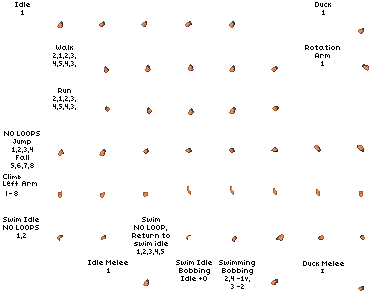 Idle
1
Duck
1
Walk
2,1,2,3,
4,5,4,3,
Rotation
Arm
1
Run
2,1,2,3,
4,5,4,3,
NO LOOPS
Jump
1,2,3,4
Fall
5,6,7,8
Climb
Left Arm
1-8
Swim Idle
NO LOOPS
1,2
Swim
NO LOOP,
Return to
swim idle
1,2,3,4,5
Idle Melee
1
Swim Idle
Bobbing
Idle +0
Swimming
Bobbing
2,4 -1v,
3 -2
Duck Melee
1